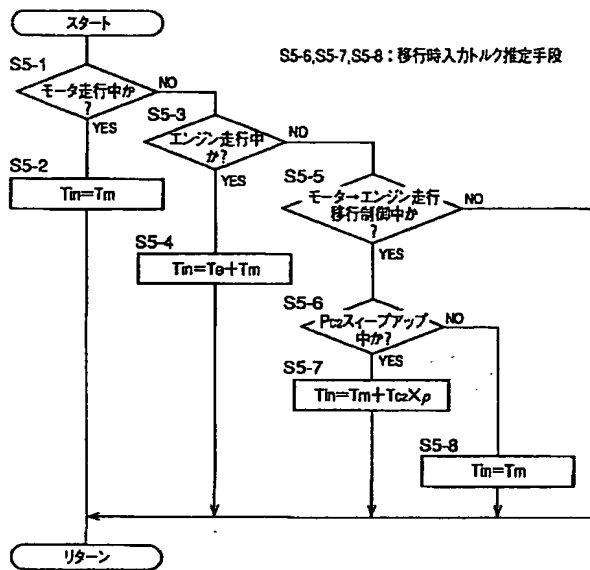 スタート
S5-6,S5-7,S5-8：移行時入力トルク推定手段
S5-1
モータ走行中か
?
NO
YES
S5-2
Tin=Tm
S5-3
エンジン走行中
か?
NO
YES
S5-4
Tin=Te+Tm
S5-5
モータ→エンジン走行
移行制御中か
?
NO
YES
S5-6
PC2スィープアップ
中か?
NO
YES
S5-7
Tin=Tm+TC2×ρ
S5-8
Tin=Tm
リターン